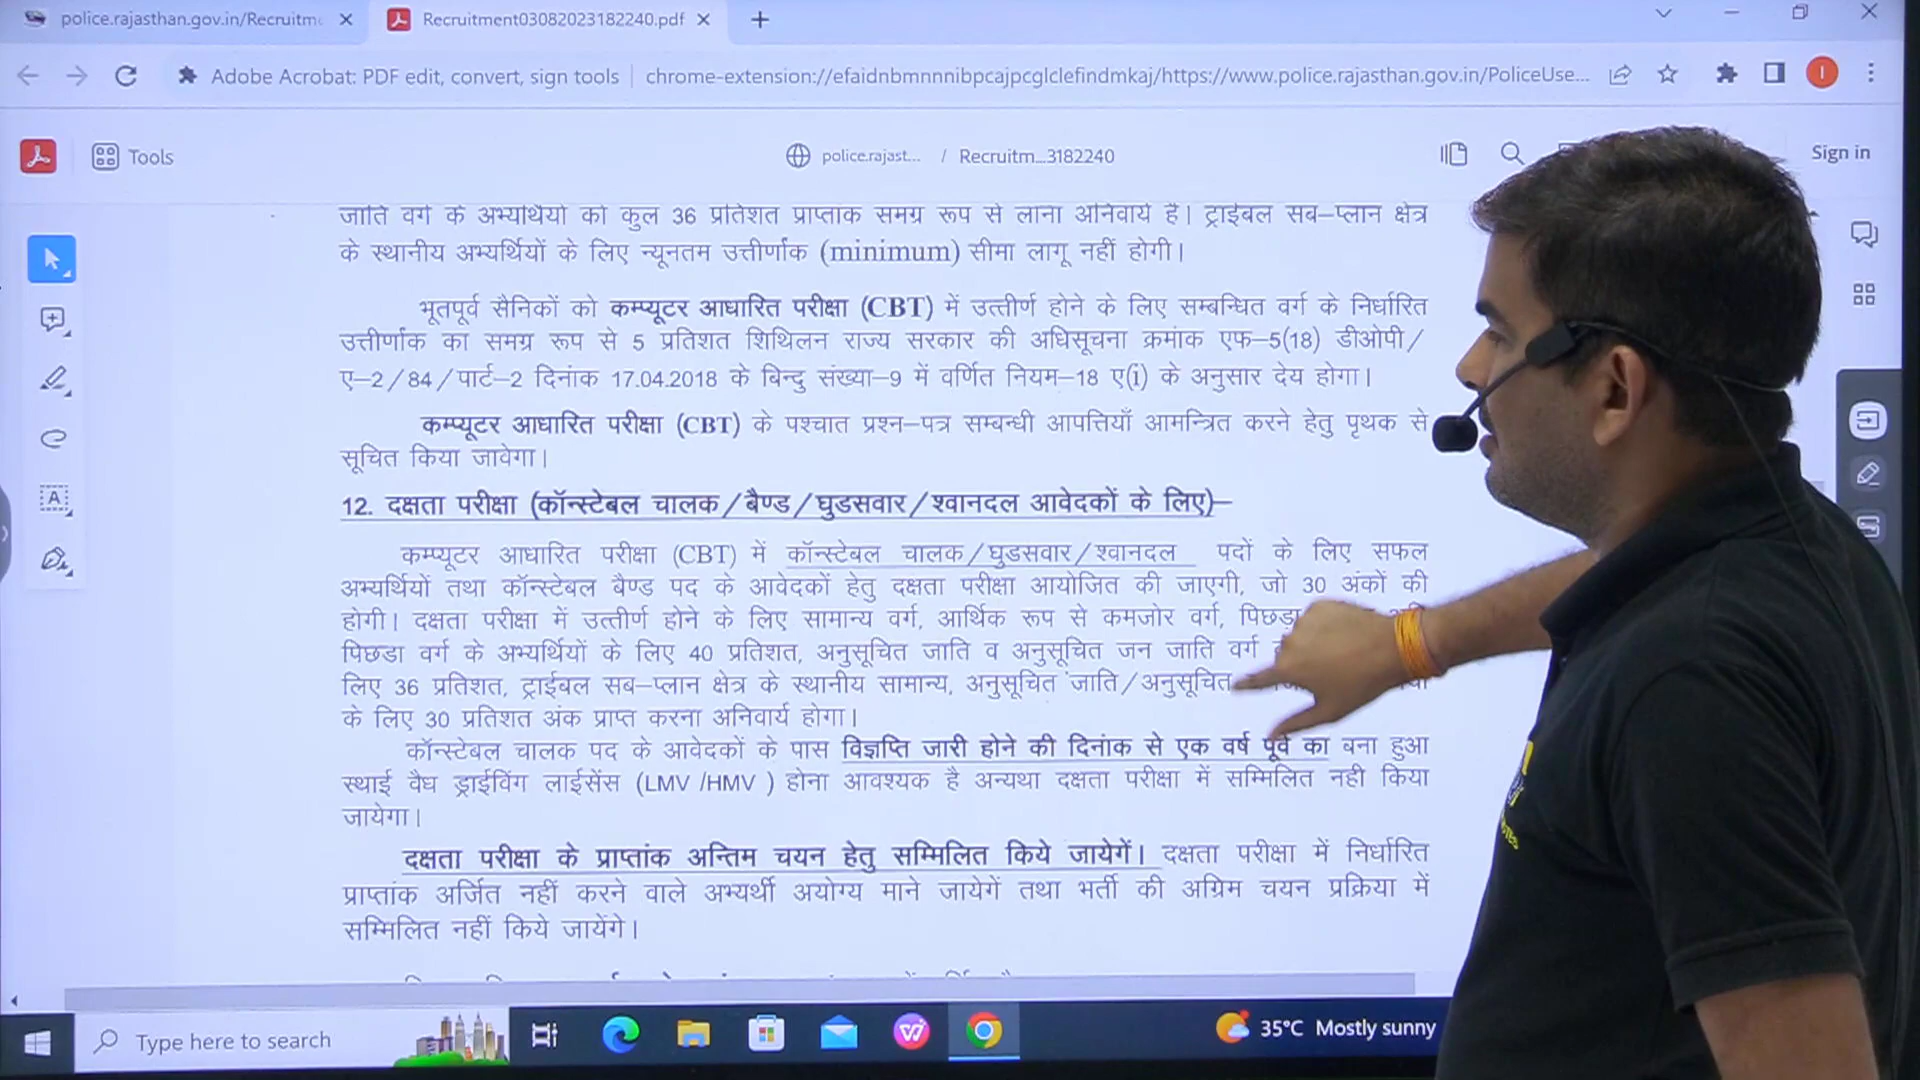 police.rajasthan.gov.in/Recruitm
Recruitment03082023182240.pdf
Adobe Acrobat: PDF edit, convert, sign tools
chrome-extension://efaidnbmnnnibpcajpcglclefindmkaj/https://www.police.rajasthan.gov.in/PoliceUse...
Tools
police.rajast... / Recruitm...3182240
Sign in
जाति वर्ग के अभ्यर्थियों को कुल 36 प्रतिशत प्राप्तांक समग्र रूप से लाना अनिवार्य है। ट्राईबल सब–प्लान क्षेत्र
के स्थानीय अभ्यर्थियों के लिए न्यूनतम उत्तीर्णांक (minimum) सीमा लागू नहीं होगी।
भूतपूर्व सैनिकों को कम्प्यूटर आधारित परीक्षा (CBT) में उत्तीर्ण होने के लिए सम्बन्धित वर्ग के निर्धारित
उत्तीर्णांक का समग्र रूप से 5 प्रतिशत शिथिलन राज्य सरकार की अधिसूचना क्रमांक एफ–5(18) डीओपी/
ए–2/84/पार्ट–2 दिनांक 17.04.2018 के बिन्दु संख्या–9 में वर्णित नियम–18 ए(i) के अनुसार देय होगा।
कम्प्यूटर आधारित परीक्षा (CBT) के पश्चात प्रश्न–पत्र सम्बन्धी आपत्तियाँ आमन्त्रित करने हेतु पृथक से
सूचित किया जावेगा।
12. दक्षता परीक्षा (कॉन्स्टेबल चालक/बैण्ड/घुडसवार/श्वानदल आवेदकों के लिए)–
कम्प्यूटर आधारित परीक्षा (CBT) में कॉन्स्टेबल चालक/घुडसवार/श्वानदल पदों के लिए सफल
अभ्यर्थियों तथा कॉन्स्टेबल बैण्ड पद के आवेदकों हेतु दक्षता परीक्षा आयोजित की जाएगी, जो 30 अंकों की
होगी। दक्षता परीक्षा में उत्तीर्ण होने के लिए सामान्य वर्ग, आर्थिक रूप से कमजोर वर्ग,
पिछडा वर्ग के अभ्यर्थियों के लिए 40 प्रतिशत, अनुसूचित जाति व अनुसूचित जन जाति वर्ग
लिए 36 प्रतिशत, ट्राईबल सब–प्लान क्षेत्र के स्थानीय सामान्य, अनुसूचित जाति/अनुसूचित
के लिए 30 प्रतिशत अंक प्राप्त करना अनिवार्य होगा।
कॉन्स्टेबल चालक पद के आवेदकों के पास विज्ञप्ति जारी होने की दिनांक से एक वर्ष पूर्व का बना हुआ
स्थाई वैध ड्राईविंग लाईसेंस (LMV /HMV ) होना आवश्यक है अन्यथा दक्षता परीक्षा में सम्मिलित नही किया
जायेगा।
दक्षता परीक्षा के प्राप्तांक अन्तिम चयन हेतु सम्मिलित किये जायेगें। दक्षता परीक्षा में निर्धारित
प्राप्तांक अर्जित नहीं करने वाले अभ्यर्थी अयोग्य माने जायेगें तथा भर्ती की अग्रिम चयन प्रक्रिया में
सम्मिलित नहीं किये जायेंगे।
Type here to search
35°C Mostly sunny